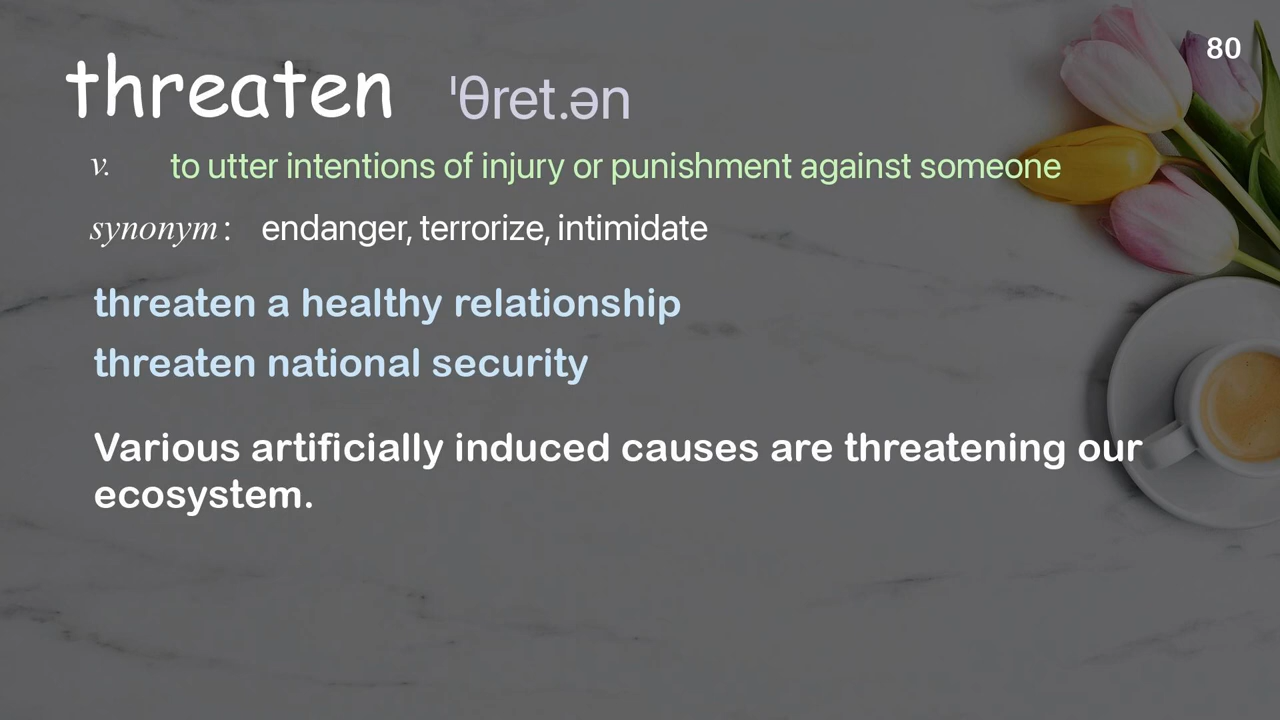 80
threaten ˈθret.ən
v. to utter intentions of injury or punishment against someone
synonym : endanger, terrorize, intimidate
threaten a healthy relationship
threaten national security
Various artificially induced causes are threatening our
ecosystem.